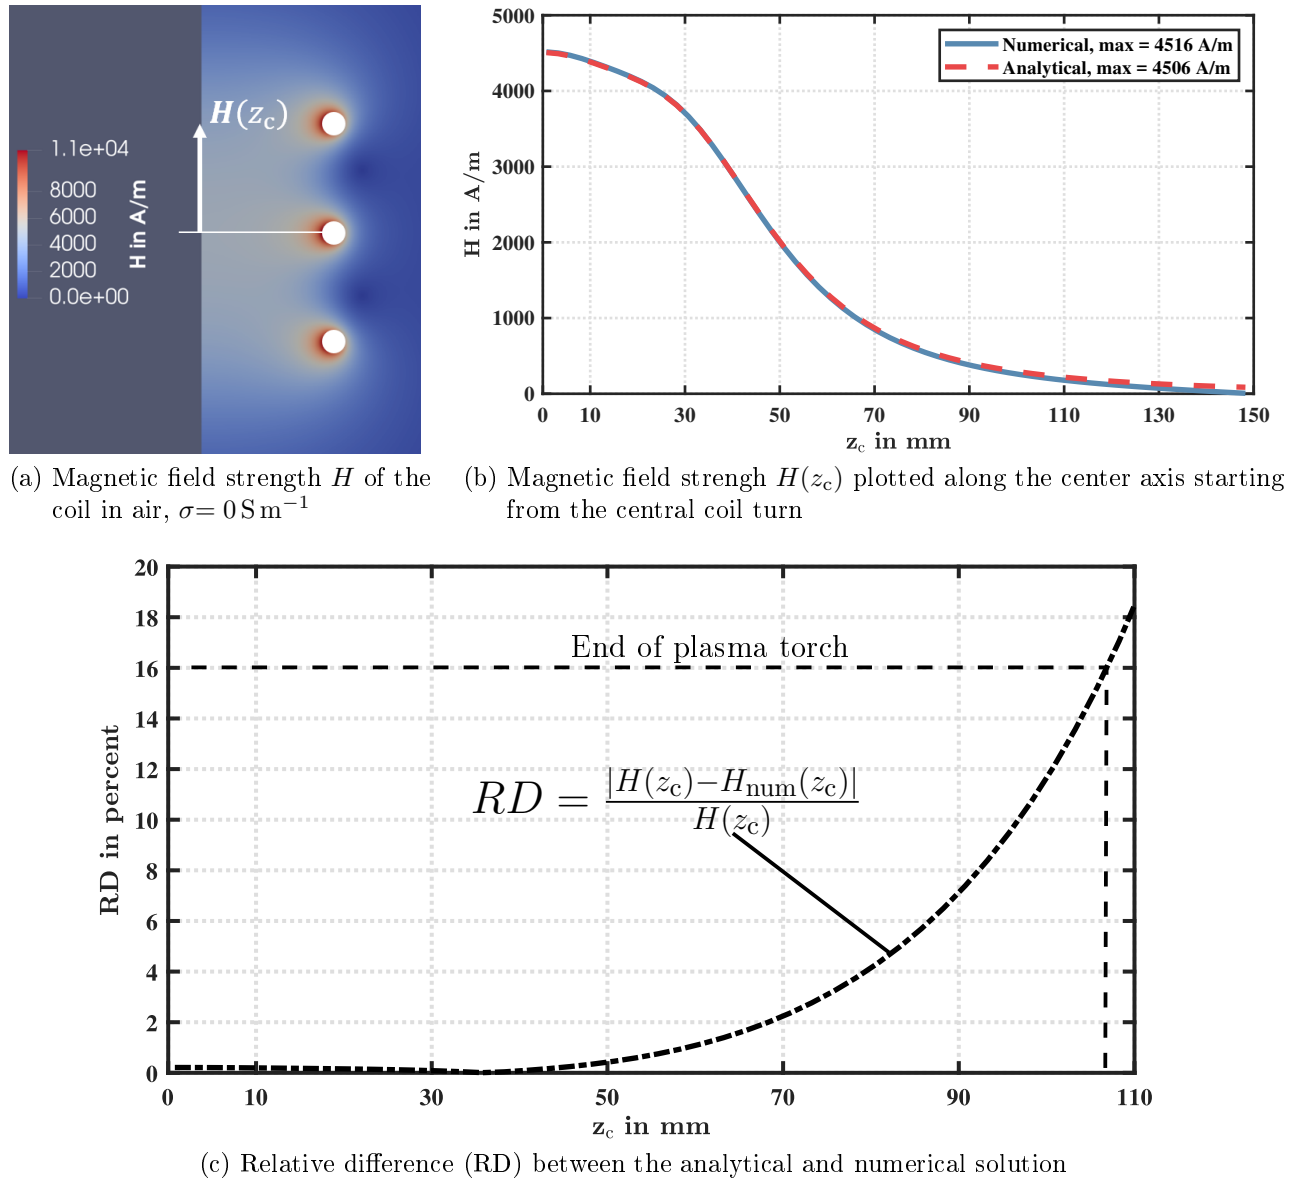 H(z_c)
1.1e+04
8000
6000
4000
2000
0.0e+00
H in A/m
(a) Magnetic field strength H of the
coil in air, σ= 0 S m⁻¹
5000
4000
3000
2000
1000
0
H in A/m
Numerical, max = 4516 A/m
Analytical, max = 4506 A/m
0 10 30 50 70 90 110 130 150
z_c in mm
(b) Magnetic field strengh H(z_c) plotted along the center axis starting
from the central coil turn
20
18
16
14
12
10
8
6
4
2
0
RD in percent
End of plasma torch
RD = |H(z_c)−H_num(z_c)| / H(z_c)
0 10 30 50 70 90 110
z_c in mm
(c) Relative difference (RD) between the analytical and numerical solution